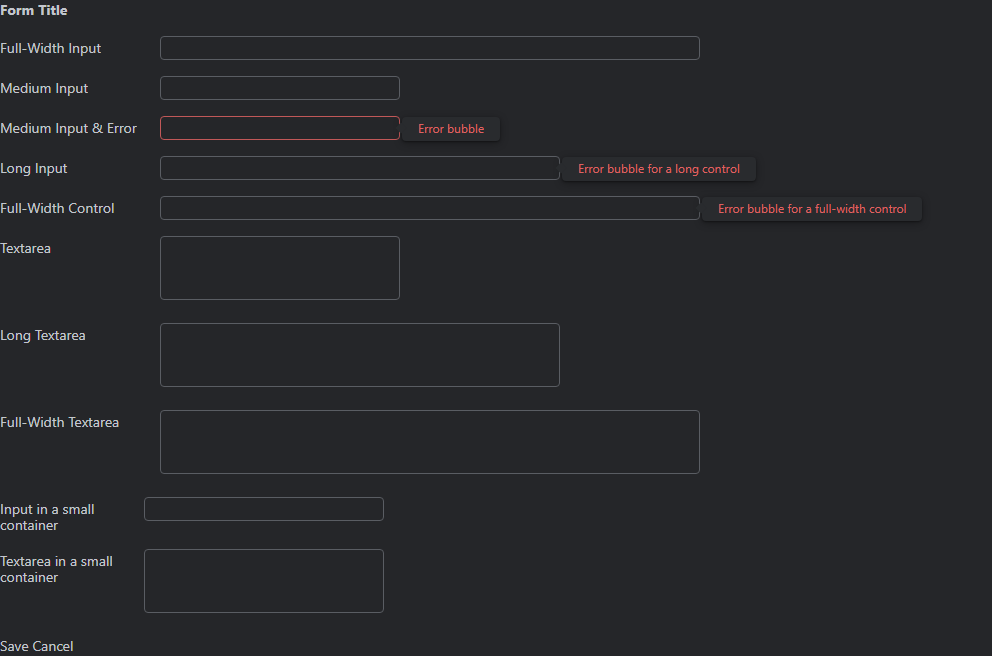 Form Title
Full-Width Input
Medium Input
Medium Input & Error
Error bubble
Long Input
Error bubble for a long control
Full-Width Control
Error bubble for a full-width control
Textarea
Long Textarea
Full-Width Textarea
Input in a small
container
Textarea in a small
container
Save Cancel